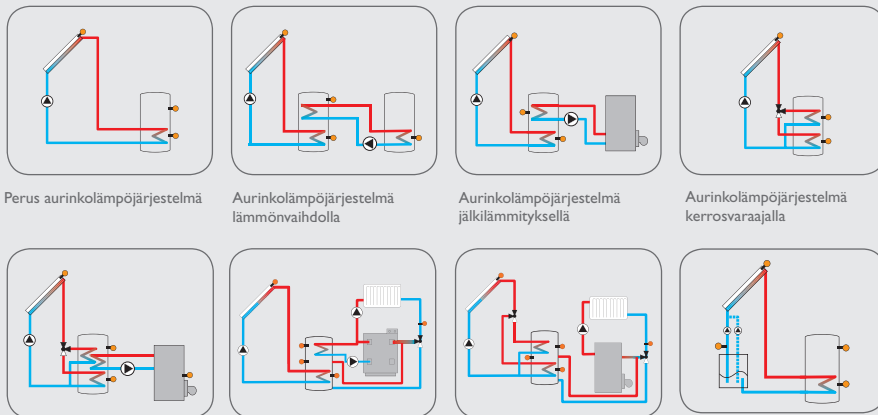 Perus aurinkolämpöjärjestelmä
Aurinkolämpöjärjestelmä
lämmönvaihdolla
Aurinkolämpöjärjestelmä
jälkilämmityksellä
Aurinkolämpöjärjestelmä
kerrosvaraajalla